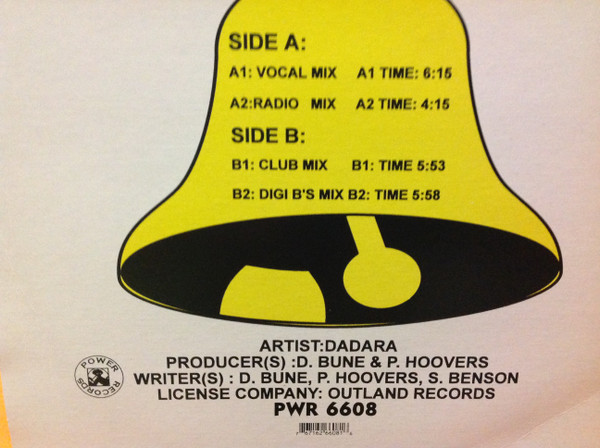 SIDE A:
A1: VOCAL MIX A1 TIME: 6:15
A2:RADIO MIX A2 TIME: 4:15
SIDE B:
B1: CLUB MIX B1: TIME 5:53
B2: DIGI B'S MIX B2: TIME 5:58
ARTIST:DADARA
PRODUCER(S) :D. BUNE & P. HOOVERS
POWER RECORDS
WRITER(S) : D. BUNE, P. HOOVERS, S. BENSON
LICENSE COMPANY: OUTLAND RECORDS
PWR 6608